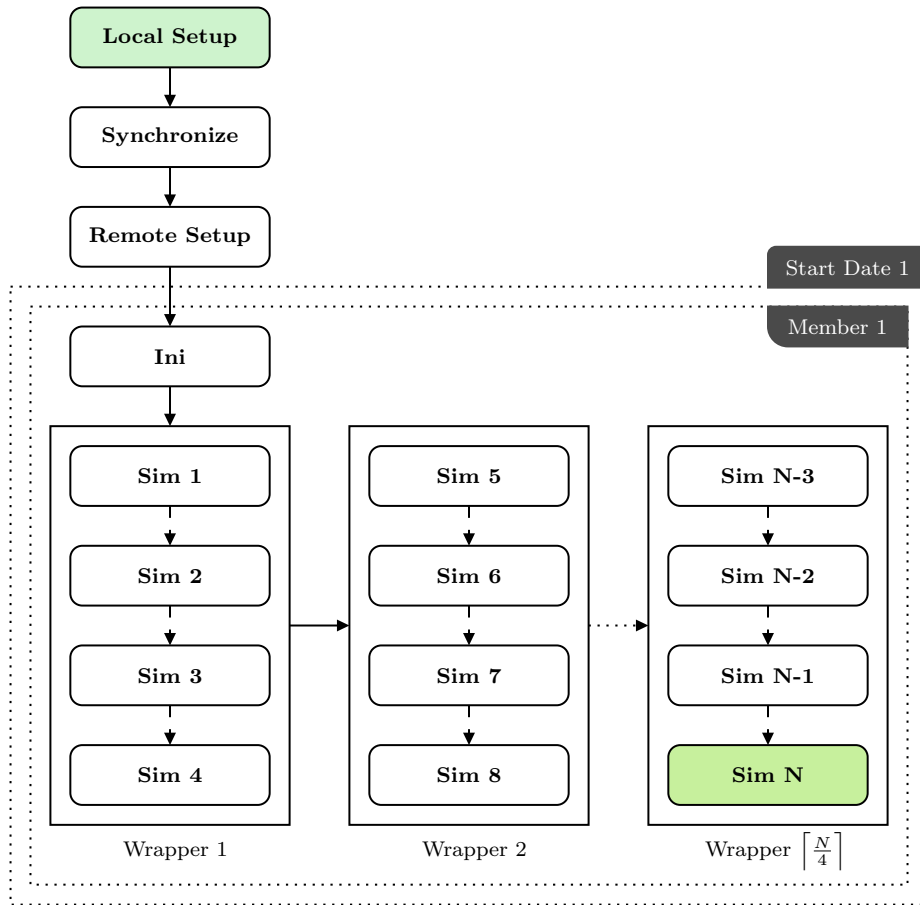 Local Setup
Synchronize
Remote Setup
Start Date 1
Member 1
Ini
Sim 1
Sim 2
Sim 3
Sim 4
Wrapper 1
Sim 5
Sim 6
Sim 7
Sim 8
Wrapper 2
Sim N-3
Sim N-2
Sim N-1
Sim N
Wrapper ⌈N/4⌉